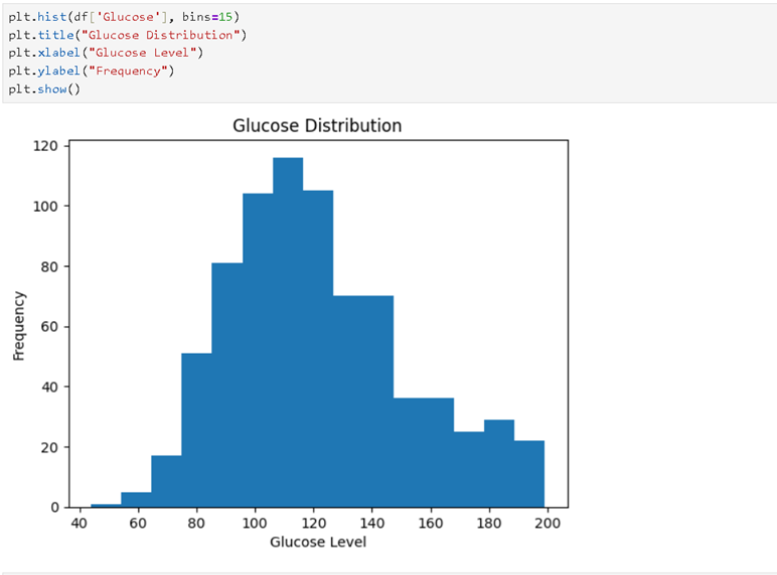 plt.hist(df['Glucose'], bins=15)
plt.title("Glucose Distribution")
plt.xlabel("Glucose Level")
plt.ylabel("Frequency")
plt.show()
Glucose Distribution
120
100
80
60
40
20
0
Frequency
40 60 80 100 120 140 160 180 200
Glucose Level